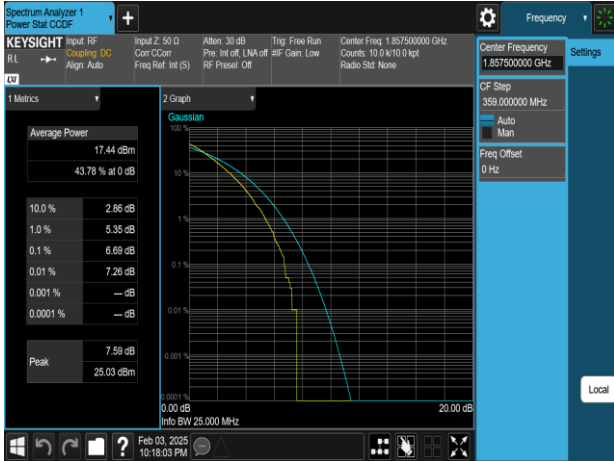 Spectrum Analyzer 1
Power Stat CCDF
Frequency
KEYSIGHT
Input: RF
Coupling: DC
Align: Auto
Input Z: 50 Ω
Corr CCorr
Freq Ref: Int (S)
Atten: 30 dB
Pre: Int off, LNA off
RF Preset: Off
Trig: Free Run
#IF Gain: Low
Center Freq: 1.857500000 GHz
Counts: 10.0 k/10.0 kpt
Radio Std: None
R L
LXI
Center Frequency
1.857500000 GHz
Settings
CF Step
359.000000 MHz
Auto
Man
Freq Offset
0 Hz
1 Metrics
Average Power
17.44 dBm
43.78 % at 0 dB
10.0 % 2.86 dB
1.0 % 5.35 dB
0.1 % 6.69 dB
0.01 % 7.26 dB
0.001 % --- dB
0.0001 % --- dB
Peak
7.59 dB
25.03 dBm
2 Graph
Gaussian
100 %
10 %
1 %
0.1 %
0.01 %
0.001 %
0.0001 %
0.00 dB 20.00 dB
Info BW 25.000 MHz
Local
?
Feb 03, 2025
10:18:03 PM